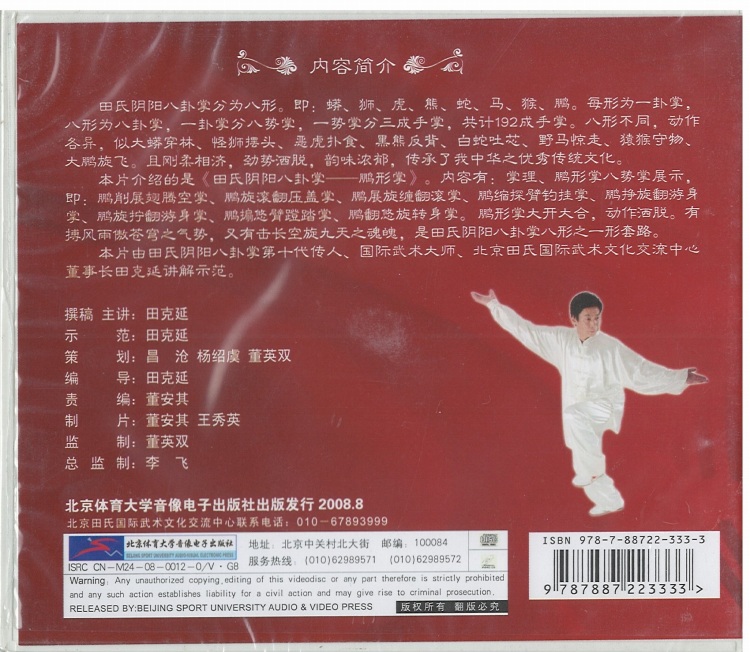 内容简介
田氏阴阳八卦掌分为八形。即：蟒、狮、虎、熊、蛇、马、猴、鹏。每形为一卦掌，
八形为八卦掌，一卦掌分八势掌，一势掌分三成手掌，共计192成手掌。八形不同，动作
各异，似大蟒穿林、怪狮摆头、恶虎扑食、黑熊反背、白蛇吐芯、野马惊走、猿猴守物、
大鹏旋飞。且刚柔相济，劲势洒脱，韵味浓郁，传承了我中华之优秀传统文化。
本片介绍的是《田氏阴阳八卦掌——鹏形掌》。内容有：掌理、鹏形掌八势掌展示，
即：鹏削展翅腾空掌、鹏旋滚翻压盖掌、鹏展旋缠翻滚掌、鹏缩探臂钓挂掌、鹏挣旋翻游身
掌、鹏旋拧翻游身掌、鹏搧悠臂蹬踏掌、鹏翻悠旋转身掌。 鹏形掌大开大合，动作洒脱。有
搏风雨傲苍穹之气势，又有击长空旋九天之魂魄，是田氏阴阳八卦掌八形之一形套路。
本片由田氏阴阳八卦掌第十代传人、国际武术大师、北京田氏国际武术文化交流中心
董事长田克延讲解示范。
撰稿 主讲：田克延
示 范：田克延
策 划：昌 沧 杨绍虞 董英双
编 导：田克延
责 编：董安其
制 片：董安其 王秀英
监 制：董英双
总 监 制：李 飞
北京体育大学音像电子出版社出版发行 2008.8
北京田氏国际武术文化交流中心联系电话：010-67893999
北京体育大学音像电子出版社
BEIJING SPORT UNIVERSITY AUDIO&VIDEO ELECTRONIC PRESS
地址：北京中关村北大街 邮编：100084
服务热线：(010)62989571 (010)62989572
ISRC CN-M24-08-0012-0/V·G8
Warning: Any unauthorized copying,editing of this videodisc or any part therefore is strictly prohibited
and any such action establishes liability for a civil action and may give rise to criminal prosecution.
RELEASED BY:BEIJING SPORT UNIVERSITY AUDIO & VIDEO PRESS
版权所有 翻版必究
ISBN 978-7-88722-333-3
9 787887 223333 >